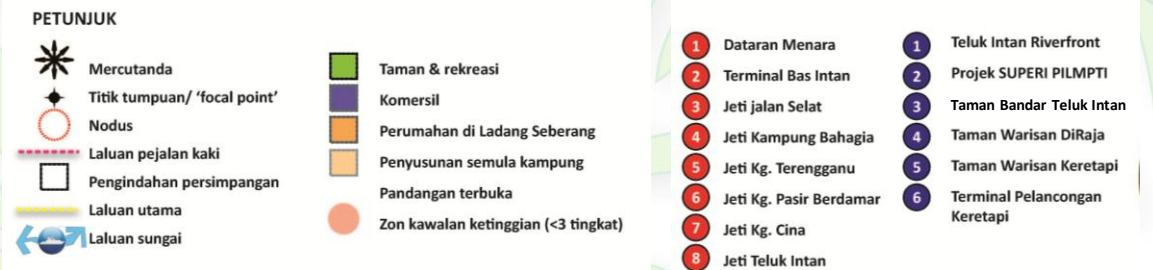 PETUNJUK
Mercutanda
Titik tumpuan/ ‘focal point’
Nodus
Laluan pejalan kaki
Pengindahan persimpangan
Laluan utama
Laluan sungai
Taman & rekreasi
Komersil
Perumahan di Ladang Seberang
Penyusunan semula kampung
Pandangan terbuka
Zon kawalan ketinggian (<3 tingkat)
1 Dataran Menara
2 Terminal Bas Intan
3 Jeti jalan Selat
4 Jeti Kampung Bahagia
5 Jeti Kg. Terengganu
6 Jeti Kg. Pasir Berdamar
7 Jeti Kg. Cina
8 Jeti Teluk Intan
1 Teluk Intan Riverfront
2 Projek SUPERI PILMPTI
3 Taman Bandar Teluk Intan
4 Taman Warisan DiRaja
5 Taman Warisan Keretapi
6 Terminal Pelancongan
Keretapi